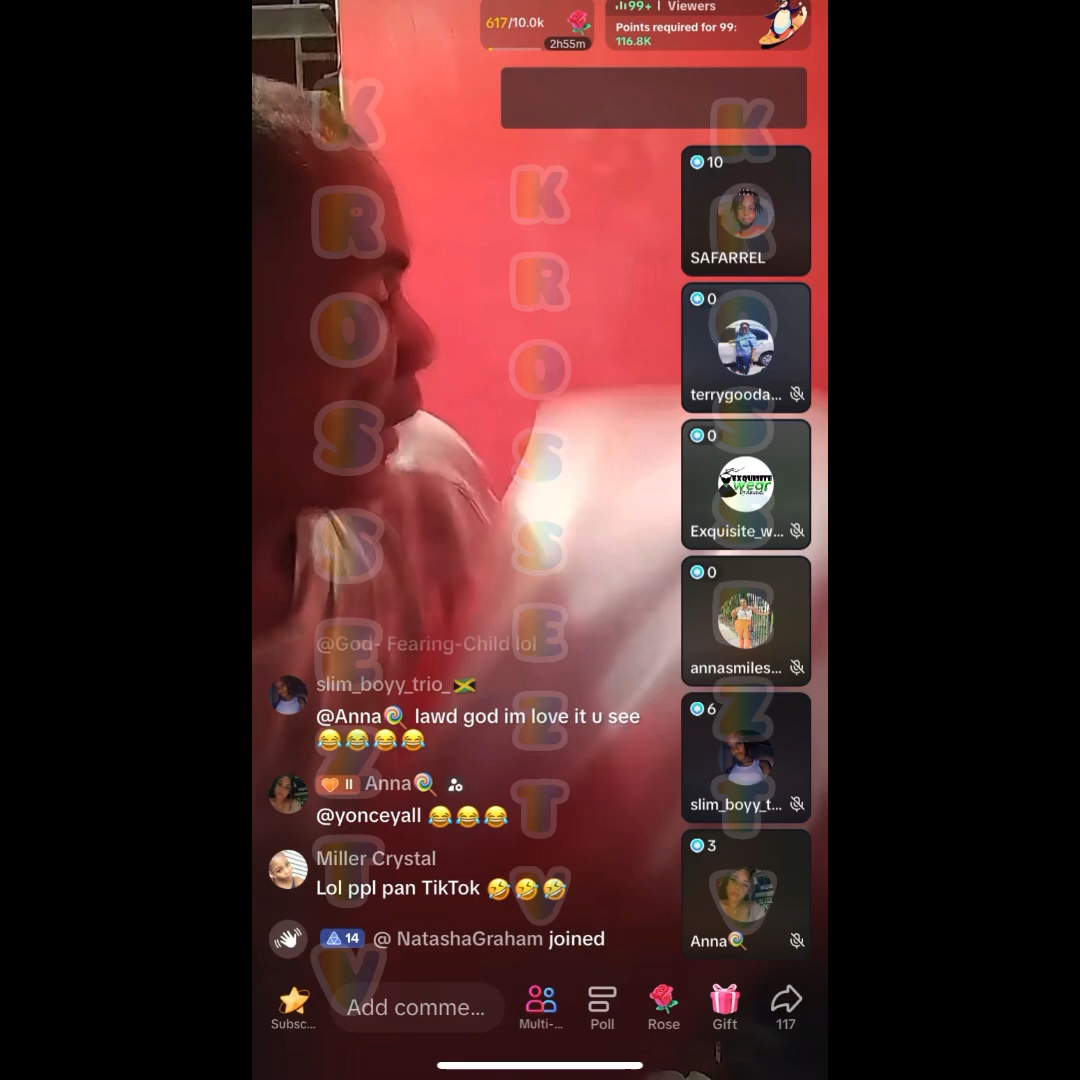 617/10.0k
2h55m
99+ | Viewers
Points required for 99:
116.8K
10
SAFARREL
0
terrygooda...
0
EXQUISITE
wear
Exquisite_w...
0
annasmiles...
6
slim_boyy_t...
3
Anna🍭
@God- Fearing-Child lol
slim_boyy_trio_🇯🇲
@Anna🍭 lawd god im love it u see
😂😂😂😂
II Anna🍭
@yonceyall 😂😂😂
Miller Crystal
Lol ppl pan TikTok 🤣🤣🤣
14 @ NatashaGraham joined
Subsc...
Add comme...
Multi-...
Poll
Rose
Gift
117
KROSSEZTV
KROSSEZTV
KROSSEZTV